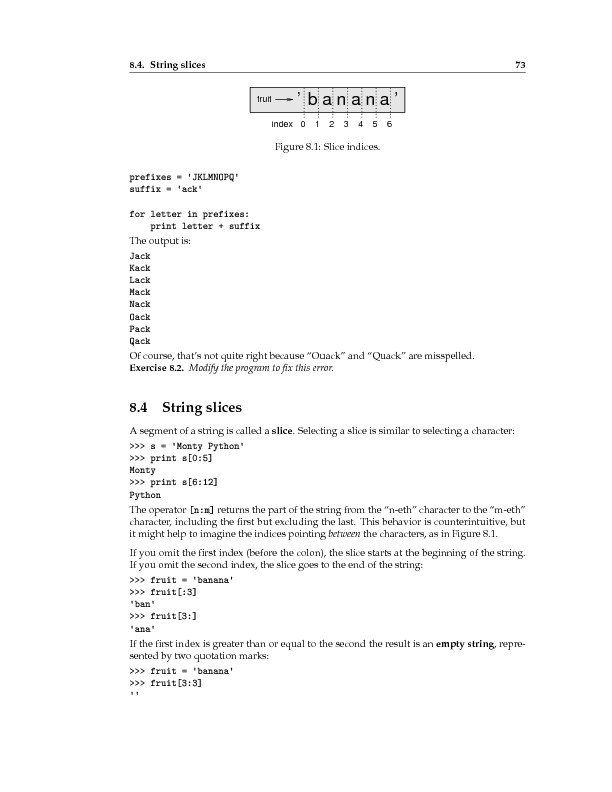 8.4. String slices 73
fruit ' b a n a n a '
index 0 1 2 3 4 5 6
Figure 8.1: Slice indices.
prefixes = 'JKLMNOPQ'
suffix = 'ack'
for letter in prefixes:
    print letter + suffix
The output is:
Jack
Kack
Lack
Mack
Nack
Oack
Pack
Qack
Of course, that's not quite right because “Ouack” and “Quack” are misspelled.
Exercise 8.2. Modify the program to fix this error.
8.4 String slices
A segment of a string is called a slice. Selecting a slice is similar to selecting a character:
>>> s = 'Monty Python'
>>> print s[0:5]
Monty
>>> print s[6:12]
Python
The operator [n:m] returns the part of the string from the “n-eth” character to the “m-eth”
character, including the first but excluding the last. This behavior is counterintuitive, but
it might help to imagine the indices pointing between the characters, as in Figure 8.1.
If you omit the first index (before the colon), the slice starts at the beginning of the string.
If you omit the second index, the slice goes to the end of the string:
>>> fruit = 'banana'
>>> fruit[:3]
'ban'
>>> fruit[3:]
'ana'
If the first index is greater than or equal to the second the result is an empty string, repre-
sented by two quotation marks:
>>> fruit = 'banana'
>>> fruit[3:3]
''